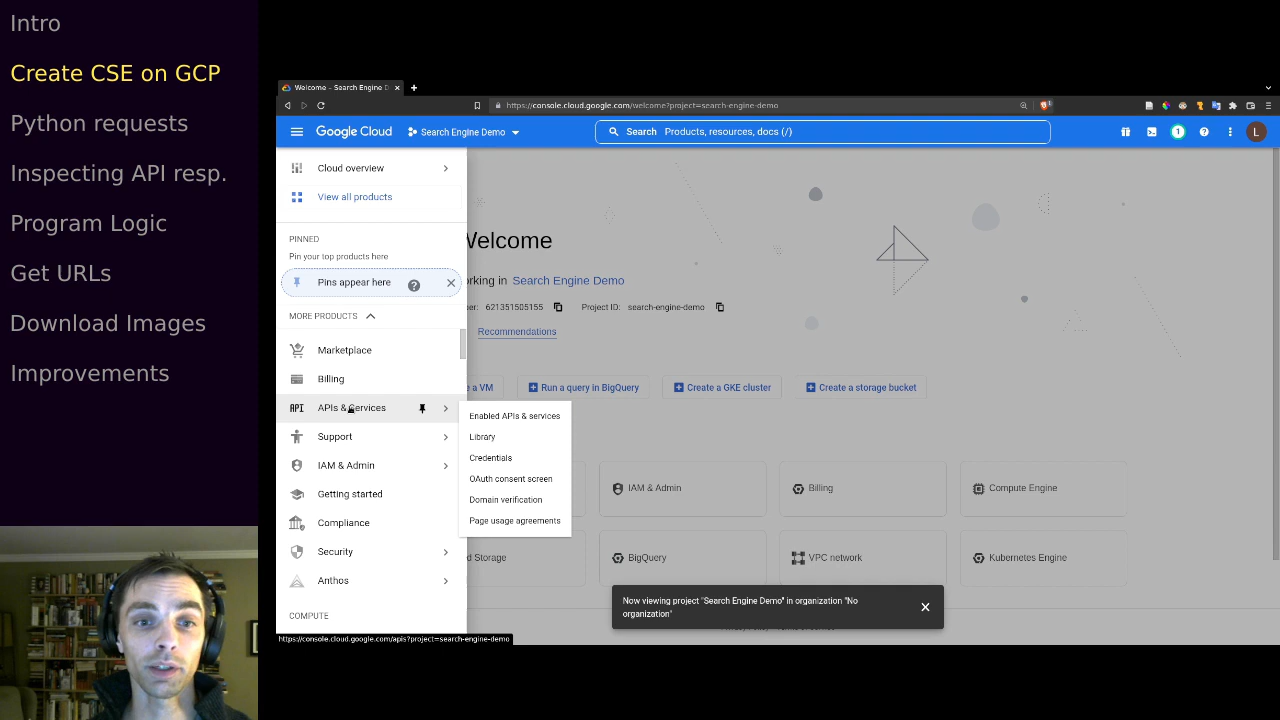 Intro
Create CSE on GCP
Python requests
Inspecting API resp.
Program Logic
Get URLs
Download Images
Improvements
Welcome – Search Engine D
https://console.cloud.google.com/welcome?project=search-engine-demo
Google Cloud
Search Engine Demo
Search Products, resources, docs (/)
1
L
Cloud overview
View all products
PINNED
Pin your top products here
Pins appear here
MORE PRODUCTS
Marketplace
Billing
API APIs & Services
Support
IAM & Admin
Getting started
Compliance
Security
Anthos
COMPUTE
https://console.cloud.google.com/apis?project=search-engine-demo
Enabled APIs & services
Library
Credentials
OAuth consent screen
Domain verification
Page usage agreements
Welcome
rking in Search Engine Demo
ber: 621351505155 Project ID: search-engine-demo
Recommendations
e a VM Run a query in BigQuery Create a GKE cluster Create a storage bucket
IAM & Admin Billing Compute Engine
d Storage BigQuery VPC network Kubernetes Engine
Now viewing project "Search Engine Demo" in organization "No
organization"